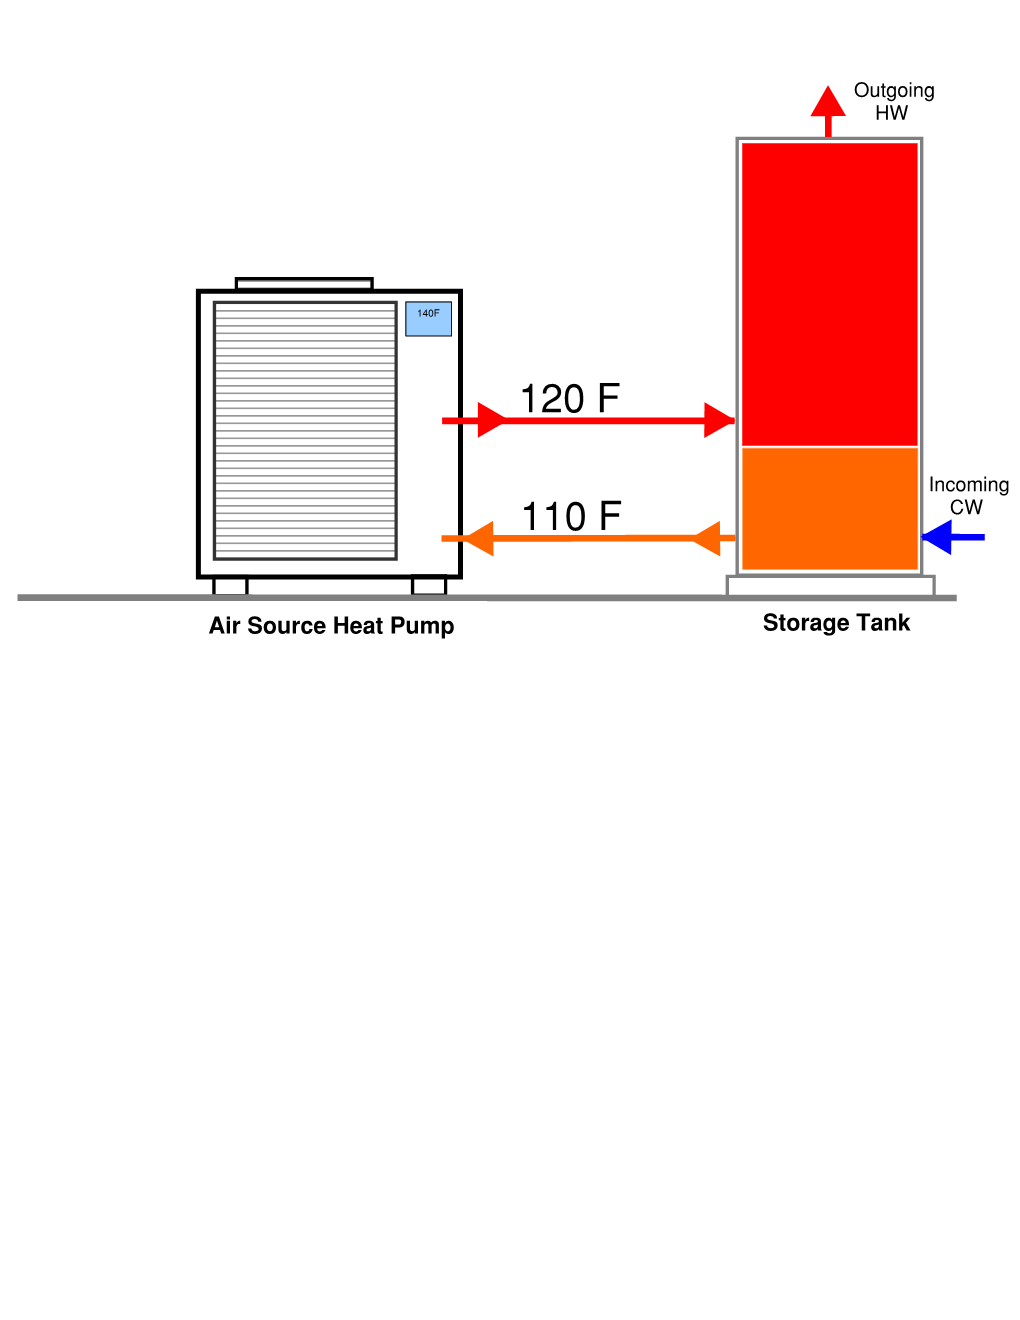 Outgoing
HW
140F
120 F
110 F
Incoming
CW
Air Source Heat Pump
Storage Tank